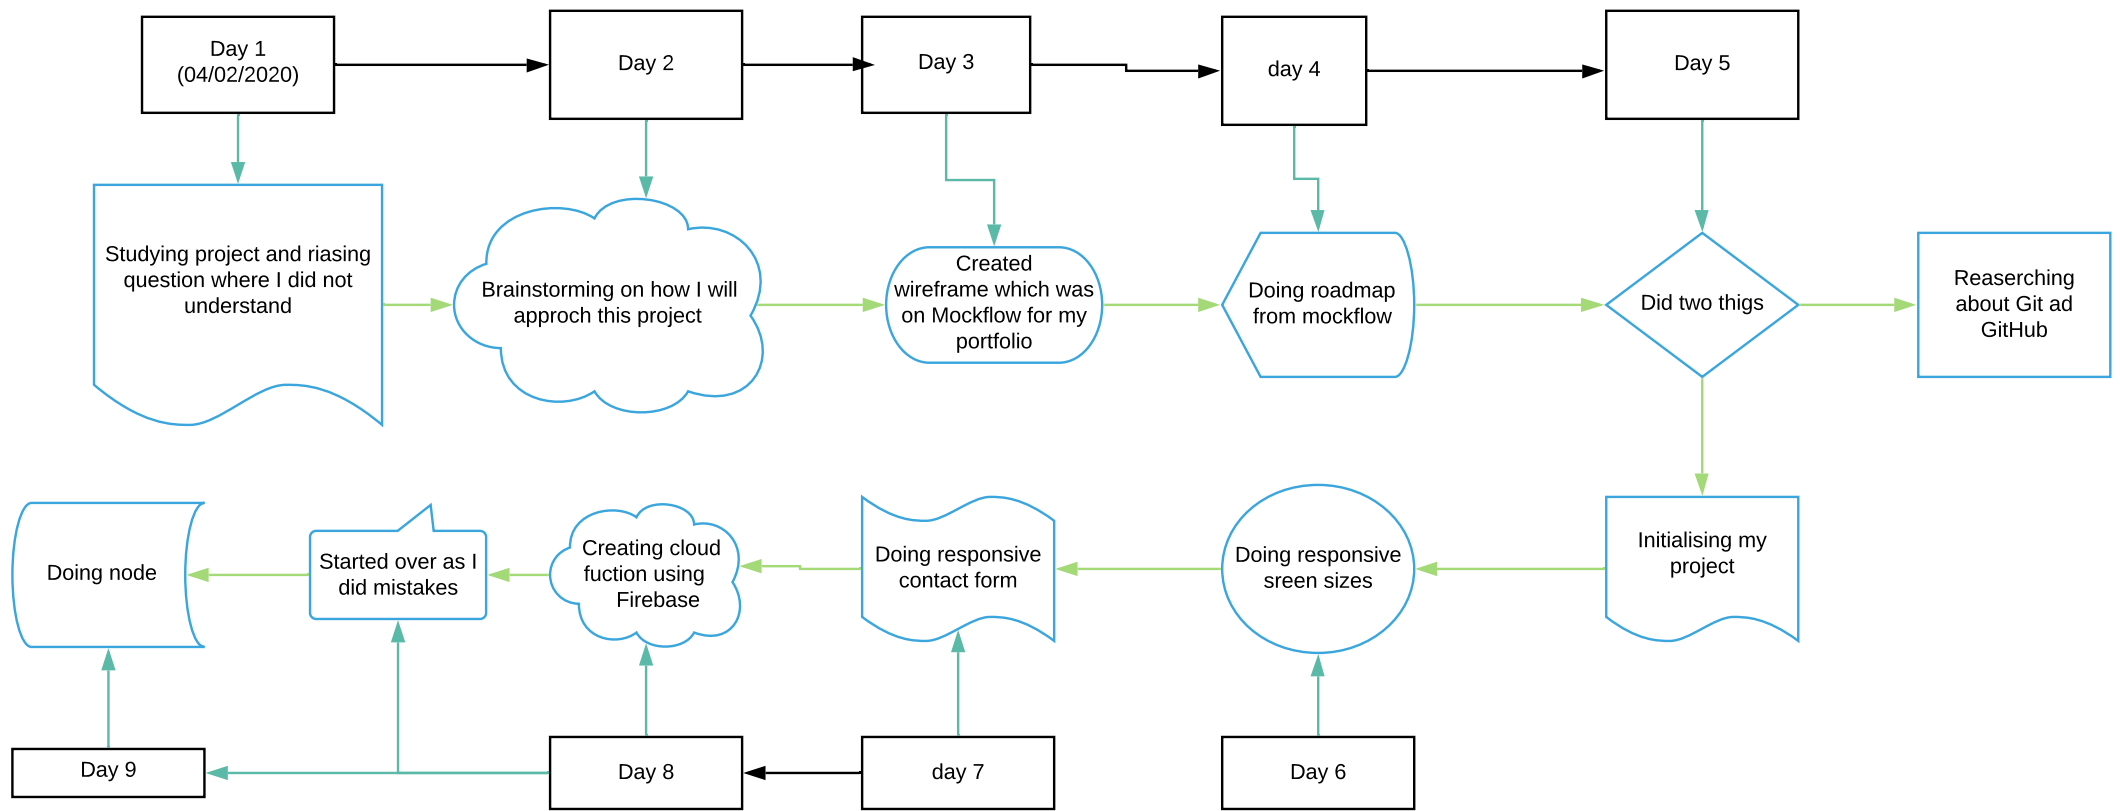 Day 1
(04/02/2020)
Day 2
Day 3
day 4
Day 5
Studying project and riasing
question where I did not
understand
Brainstorming on how I will
approch this project
Created
wireframe which was
on Mockflow for my
portfolio
Doing roadmap
from mockflow
Did two thigs
Reaserching
about Git ad
GitHub
Doing node
Started over as I
did mistakes
Creating cloud
fuction using
Firebase
Doing responsive
contact form
Doing responsive
sreen sizes
Initialising my
project
Day 9
Day 8
day 7
Day 6